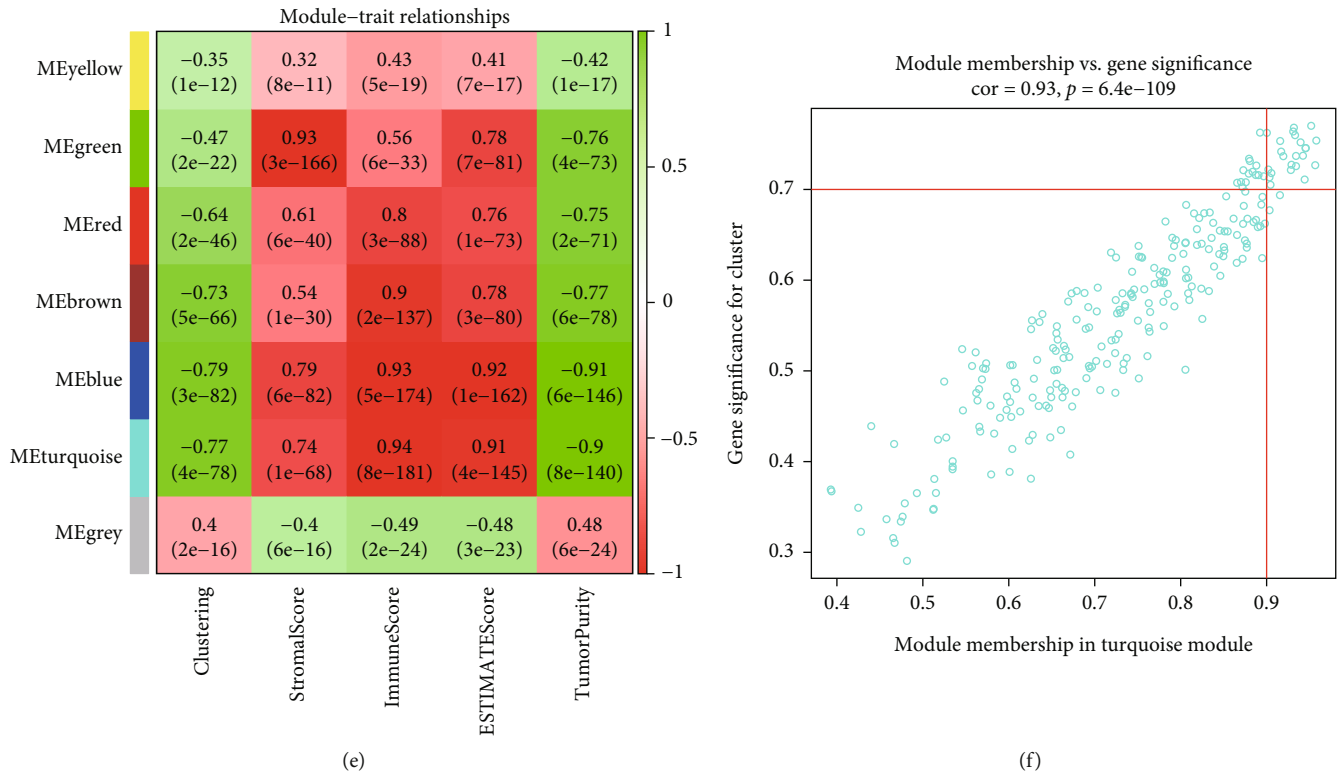 Module−trait relationships
MEyellow
MEgreen
MEred
MEbrown
MEblue
MEturquoise
MEgrey
−0.35 0.32 0.43 0.41 −0.42
(1e−12) (8e−11) (5e−19) (7e−17) (1e−17)
−0.47 0.93 0.56 0.78 −0.76
(2e−22) (3e−166) (6e−33) (7e−81) (4e−73)
−0.64 0.61 0.8 0.76 −0.75
(2e−46) (6e−40) (3e−88) (1e−73) (2e−71)
−0.73 0.54 0.9 0.78 −0.77
(5e−66) (1e−30) (2e−137) (3e−80) (6e−78)
−0.79 0.79 0.93 0.92 −0.91
(3e−82) (6e−82) (5e−174) (1e−162) (6e−146)
−0.77 0.74 0.94 0.91 −0.9
(4e−78) (1e−68) (8e−181) (4e−145) (8e−140)
0.4 −0.4 −0.49 −0.48 0.48
(2e−16) (6e−16) (2e−24) (3e−23) (6e−24)
1
0.5
0
−0.5
−1
Clustering
StromalScore
ImmuneScore
ESTIMATEScore
TumorPurity
(e)
Module membership vs. gene significance
cor = 0.93, p = 6.4e−109
Gene significance for cluster
0.7
0.6
0.5
0.4
0.3
0.4 0.5 0.6 0.7 0.8 0.9
Module membership in turquoise module
(f)